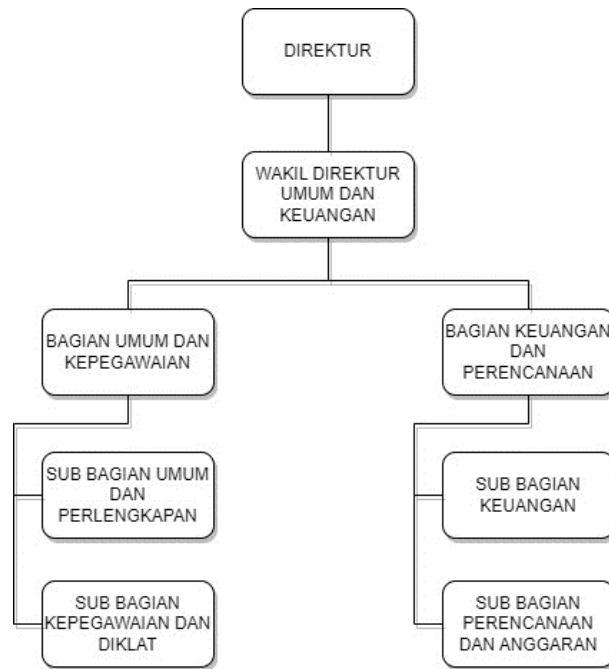 DIREKTUR
WAKIL DIREKTUR
UMUM DAN
KEUANGAN
BAGIAN UMUM DAN
KEPEGAWAIAN
BAGIAN KEUANGAN
DAN
PERENCANAAN
SUB BAGIAN UMUM
DAN
PERLENGKAPAN
SUB BAGIAN
KEUANGAN
SUB BAGIAN
KEPEGAWAIAN DAN
DIKLAT
SUB BAGIAN
PERENCANAAN
DAN ANGGARAN